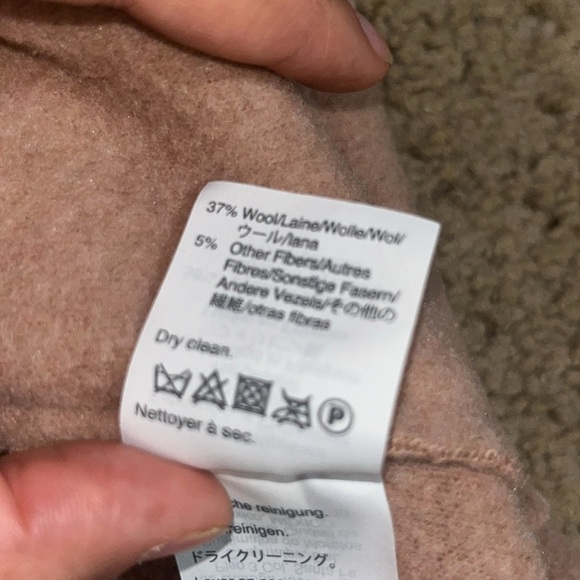 37% Wool/Laine/Wolle/Wol/
ウール/lana
5% Other Fibers/Autres
Fibres/Sonstige Fasern/
Andere Vezels/その他の
繊維/otras fibras
Dry clean.
P
Nettoyer à sec.
che reinigung.
reinigen.
ドライクリーニング。